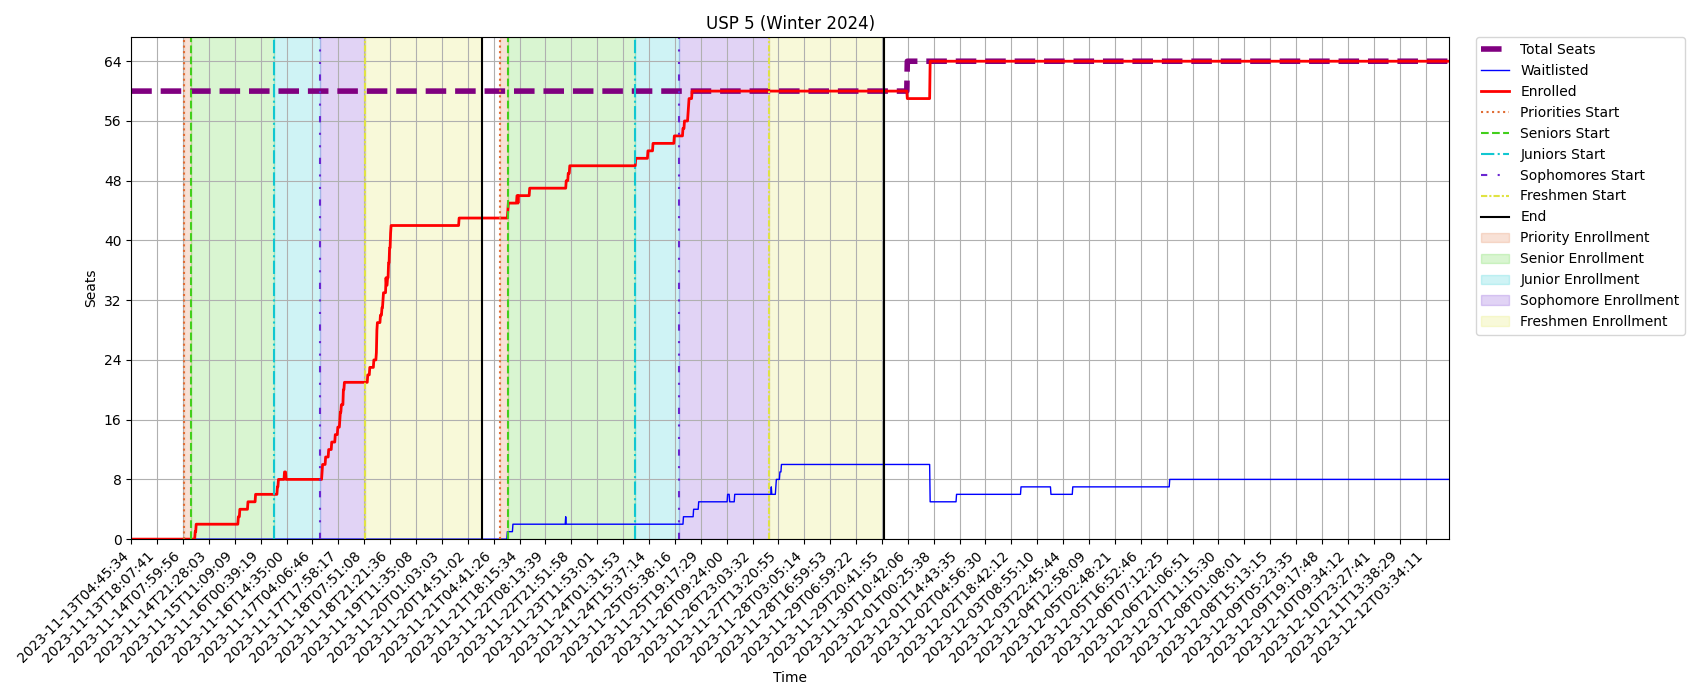 USP 5 (Winter 2024)
Total Seats
Waitlisted
Enrolled
Priorities Start
Seniors Start
Juniors Start
Sophomores Start
Freshmen Start
End
Priority Enrollment
Senior Enrollment
Junior Enrollment
Sophomore Enrollment
Freshmen Enrollment
Seats
64
56
48
40
32
24
16
8
0
2023-11-13T04:45:34
2023-11-13T18:07:41
2023-11-14T07:59:56
2023-11-14T21:28:03
2023-11-15T11:09:09
2023-11-16T00:39:19
2023-11-16T14:35:00
2023-11-17T04:06:46
2023-11-17T17:58:17
2023-11-18T07:51:08
2023-11-18T21:21:36
2023-11-19T11:35:08
2023-11-20T01:03:03
2023-11-20T14:51:02
2023-11-21T04:41:26
2023-11-21T18:15:34
2023-11-22T08:13:39
2023-11-22T21:51:58
2023-11-23T11:53:01
2023-11-24T01:31:53
2023-11-24T15:37:14
2023-11-25T05:38:16
2023-11-25T19:17:29
2023-11-26T09:24:00
2023-11-26T23:03:32
2023-11-27T13:20:55
2023-11-28T03:05:14
2023-11-28T16:59:53
2023-11-29T06:59:22
2023-11-29T20:41:55
2023-11-30T10:42:06
2023-12-01T00:25:38
2023-12-01T14:43:35
2023-12-02T04:56:30
2023-12-02T18:42:12
2023-12-03T08:55:10
2023-12-03T22:45:44
2023-12-04T12:58:09
2023-12-05T02:48:21
2023-12-05T16:52:46
2023-12-06T07:12:25
2023-12-06T21:06:51
2023-12-07T11:15:30
2023-12-08T01:08:01
2023-12-08T15:13:15
2023-12-09T05:23:35
2023-12-09T19:17:48
2023-12-10T09:34:12
2023-12-10T23:27:41
2023-12-11T13:38:29
2023-12-12T03:34:11
Time